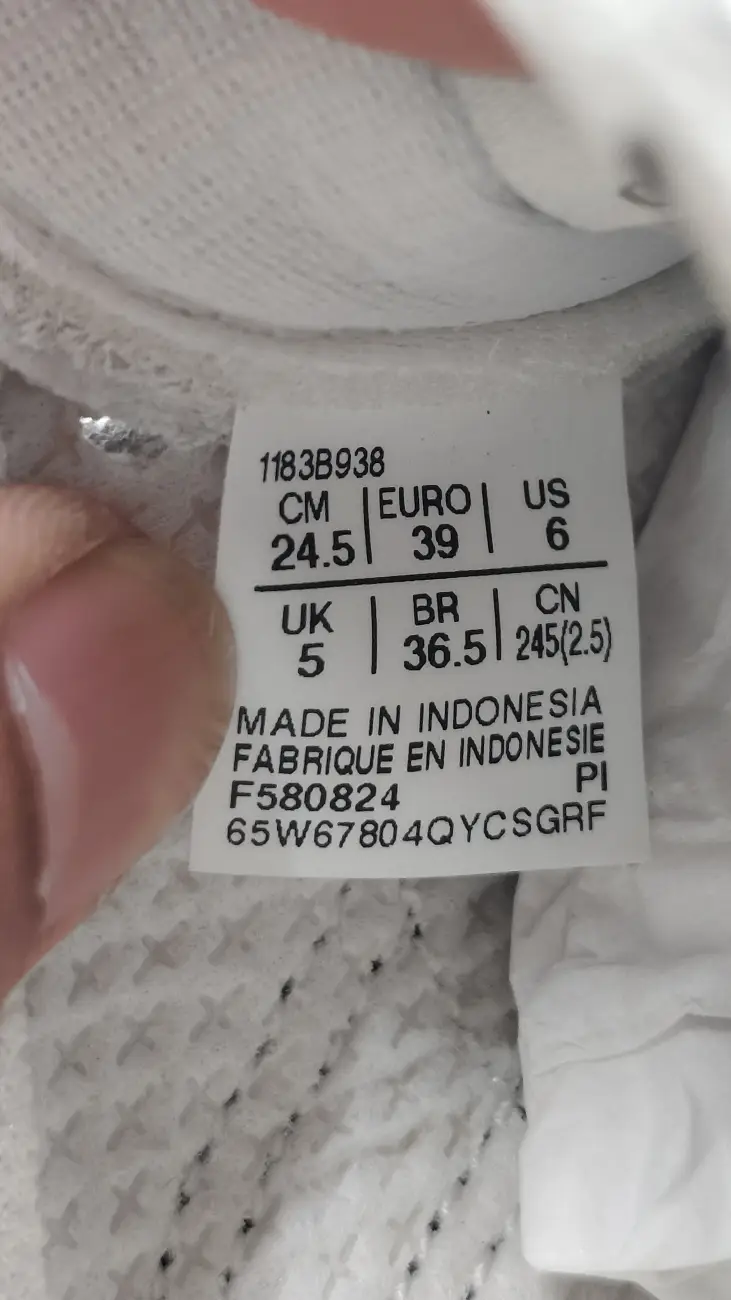 1183B938
CM | EURO | US
24.5 | 39 | 6
UK | BR | CN
5 | 36.5 | 245(2.5)
MADE IN INDONESIA
FABRIQUE EN INDONESIE
F580824 PI
65W67804QYCSGRF